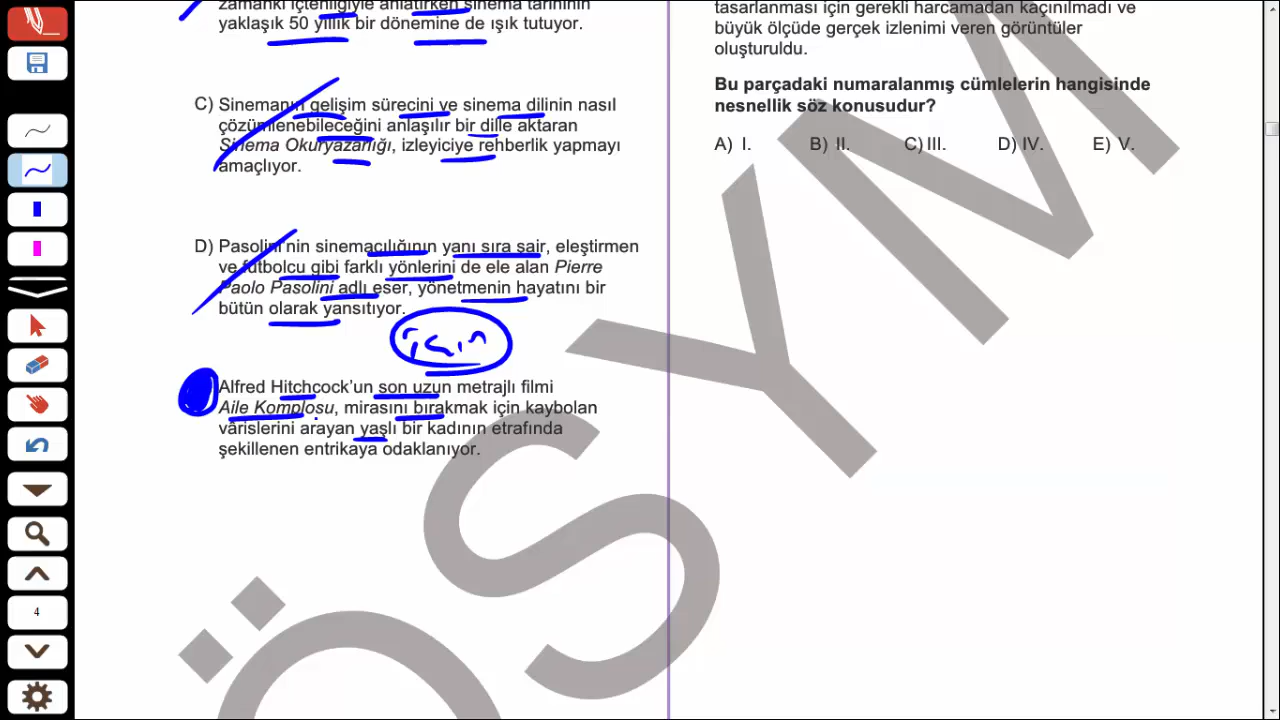 zamanki içtenliğiyle anlatırken sinema tarihinin
yaklaşık 50 yıllık bir dönemine de ışık tutuyor.
C) Sinemanın gelişim sürecini ve sinema dilinin nasıl
çözümlenebileceğini anlaşılır bir dille aktaran
Sinema Okuryazarlığı, izleyiciye rehberlik yapmayı
amaçlıyor.
D) Pasolini'nin sinemacılığının yanı sıra şair, eleştirmen
ve futbolcu gibi farklı yönlerini de ele alan Pierre
Paolo Pasolini adlı eser, yönetmenin hayatını bir
bütün olarak yansıtıyor.
için
Alfred Hitchcock'un son uzun metrajlı filmi
Aile Komplosu, mirasını bırakmak için kaybolan
vârislerini arayan yaşlı bir kadının etrafında
şekillenen entrikaya odaklanıyor.
tasarlanması için gerekli harcamadan kaçınılmadı ve
büyük ölçüde gerçek izlenimi veren görüntüler
oluşturuldu.
Bu parçadaki numaralanmış cümlelerin hangisinde
nesnellik söz konusudur?
A) I. B) II. C) III. D) IV. E) V.
ÖSYM
4